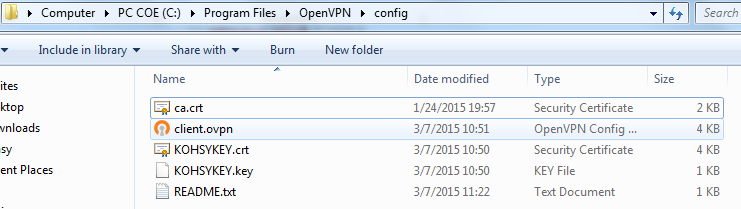 Computer ▸ PC COE (C:) ▸ Program Files ▸ OpenVPN ▸ config
Search
Include in library Share with Burn New folder
Name Date modified Type Size
ites
ca.crt 1/24/2015 19:57 Security Certificate 2 KB
ktop
client.ovpn 3/7/2015 10:51 OpenVPN Config ... 4 KB
wnloads
KOHSYKEY.crt 3/7/2015 10:50 Security Certificate 4 KB
sy
KOHSYKEY.key 3/7/2015 10:50 KEY File 1 KB
ent Places
README.txt 3/7/2015 11:22 Text Document 1 KB